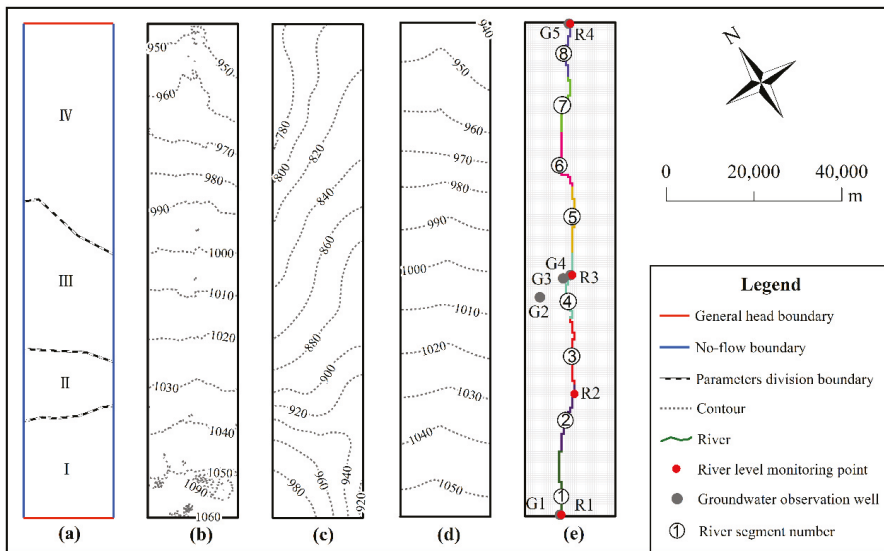 IV
III
II
I
(a)
950
950
960
970
980
990
1000
1010
1020
1030
1040
1050
1090
1060
(b)
780
820
800
840
860
880
900
920
940
960
980
920
(c)
940
950
960
970
980
990
1000
1010
1020
1030
1040
1050
(d)
G5 R4
8
7
6
5
G4
G3 R3
G2
4
3
R2
2
1
G1 R1
(e)
N
0 20,000 40,000
m
Legend
General head boundary
No-flow boundary
Parameters division boundary
Contour
River
River level monitoring point
Groundwater observation well
1 River segment number